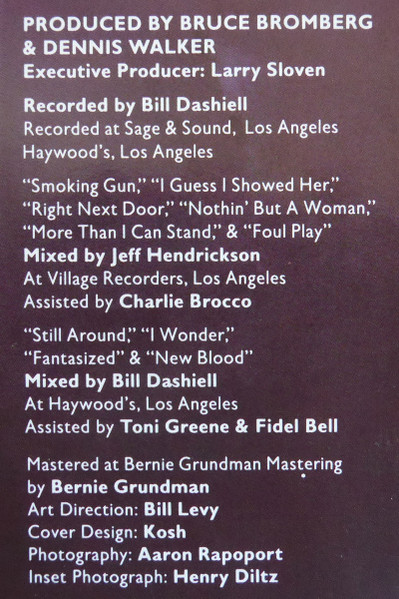 PRODUCED BY BRUCE BROMBERG
& DENNIS WALKER
Executive Producer: Larry Sloven
Recorded by Bill Dashiell
Recorded at Sage & Sound, Los Angeles
Haywood's, Los Angeles
“Smoking Gun,” “I Guess I Showed Her,”
“Right Next Door,” “Nothin' But A Woman,”
“More Than I Can Stand,” & “Foul Play”
Mixed by Jeff Hendrickson
At Village Recorders, Los Angeles
Assisted by Charlie Brocco
“Still Around,” “I Wonder,”
“Fantasized” & “New Blood”
Mixed by Bill Dashiell
At Haywood's, Los Angeles
Assisted by Toni Greene & Fidel Bell
Mastered at Bernie Grundman Mastering
by Bernie Grundman
Art Direction: Bill Levy
Cover Design: Kosh
Photography: Aaron Rapoport
Inset Photograph: Henry Diltz